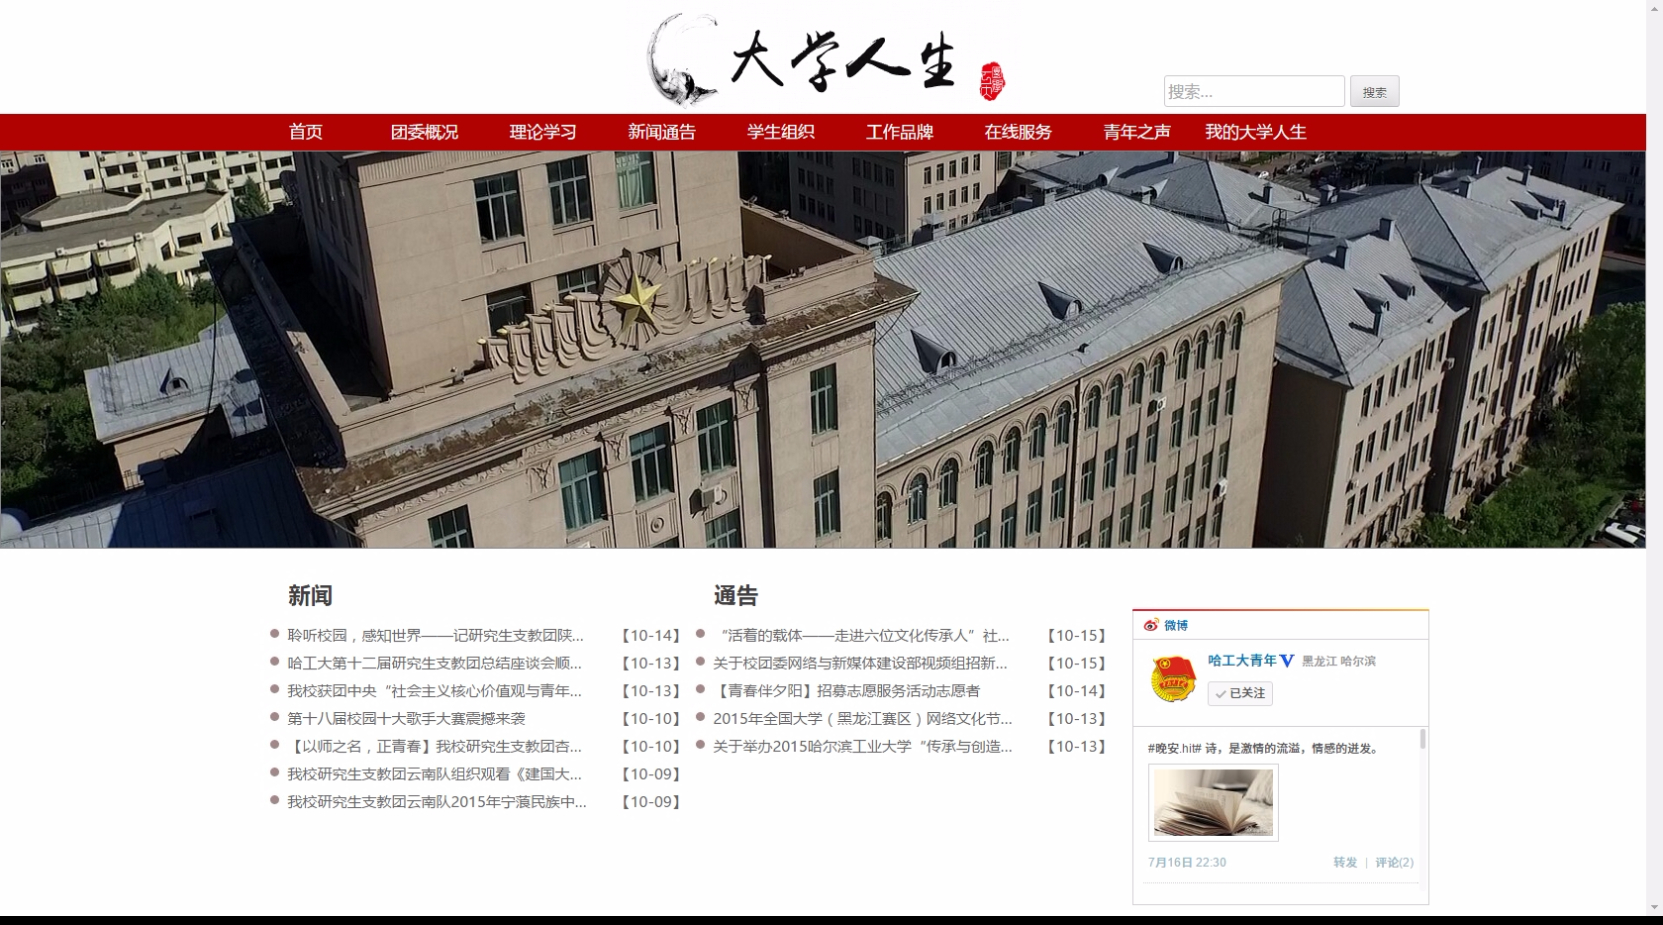 大学人生
搜索...
搜索
首页 团委概况 理论学习 新闻通告 学生组织 工作品牌 在线服务 青年之声 我的大学人生
新闻
聆听校园，感知世界——记研究生支教团陕... 【10-14】
哈工大第十二届研究生支教团总结座谈会顺... 【10-13】
我校获团中央“社会主义核心价值观与青年... 【10-13】
第十八届校园十大歌手大赛震撼来袭 【10-10】
【以师之名，正青春】我校研究生支教团杏... 【10-10】
我校研究生支教团云南队组织观看《建国大... 【10-09】
我校研究生支教团云南队2015年宁蒗民族中... 【10-09】
通告
“活着的载体——走进六位文化传承人”社... 【10-15】
关于校团委网络与新媒体建设部视频组招新... 【10-15】
【青春伴夕阳】招募志愿服务活动志愿者 【10-14】
2015年全国大学（黑龙江赛区）网络文化节... 【10-13】
关于举办2015哈尔滨工业大学“传承与创造... 【10-13】
微博
哈工大青年 黑龙江 哈尔滨
已关注
#晚安.hit# 诗，是激情的流溢，情感的迸发。
7月16日 22:30 转发 | 评论(2)